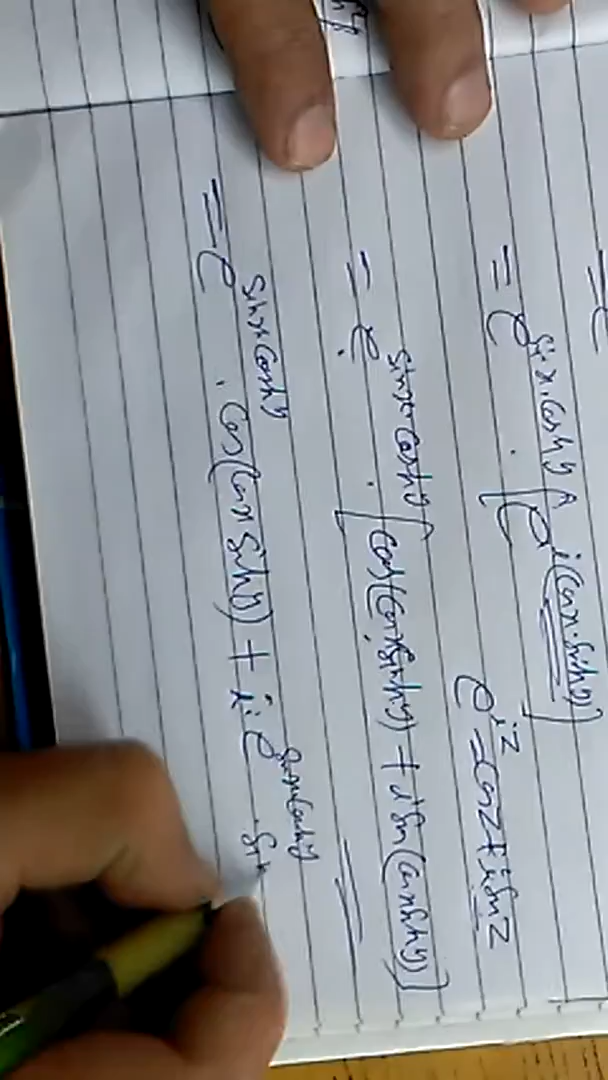 = e
= e^{sin x · cosh y} · [e^{i(cos x · sinh y)}]
e^{iz} = cos z + i sin z
= e^{sin x · cosh y} · [cos(cos x sinh y) + i sin(cos x sinh y)]
= e^{sin x · cosh y} · cos(cos x sinh y) + i · e^{sin x cosh y} · sin